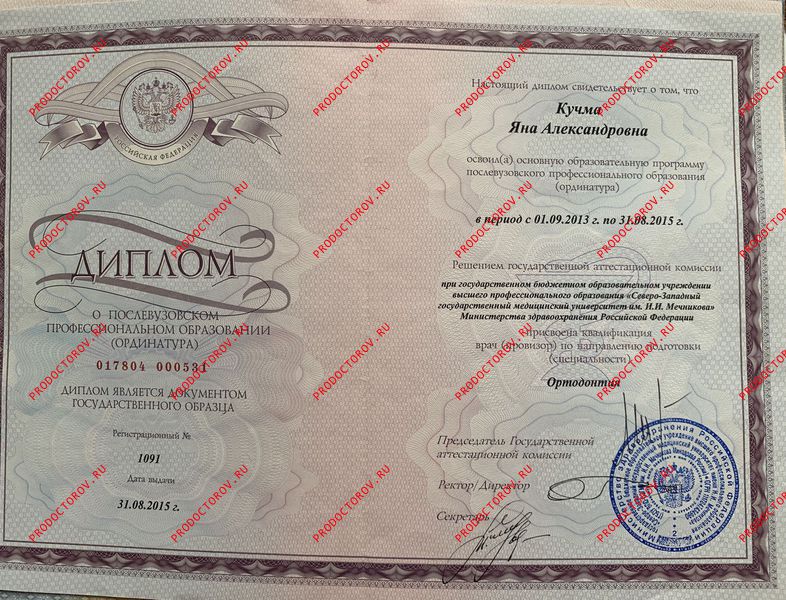 РОССИЙСКАЯ ФЕДЕРАЦИЯ
ДИПЛОМ
О ПОСЛЕВУЗОВСКОМ
ПРОФЕССИОНАЛЬНОМ ОБРАЗОВАНИИ
(ОРДИНАТУРА)
017804 000531
ДИПЛОМ ЯВЛЯЕТСЯ ДОКУМЕНТОМ
ГОСУДАРСТВЕННОГО ОБРАЗЦА
Регистрационный №
1091
Дата выдачи
31.08.2015 г.
Настоящий диплом свидетельствует о том, что
Кучма
Яна Александровна
освоил(а) основную образовательную программу
послевузовского профессионального образования
(ординатура)
в период с 01.09.2013 г. по 31.08.2015 г.
Решением государственной аттестационной комиссии
при государственном бюджетном образовательном учреждении
высшего профессионального образования «Северо-Западный
государственный медицинский университет им. И.И. Мечникова»
Министерства здравоохранения Российской Федерации
присвоена квалификация
врач (провизор) по направлению подготовки
(специальности)
Ортодонтия
Председатель Государственной
аттестационной комиссии
Ректор/Директор
Секретарь
PRODOCTOROV.RU